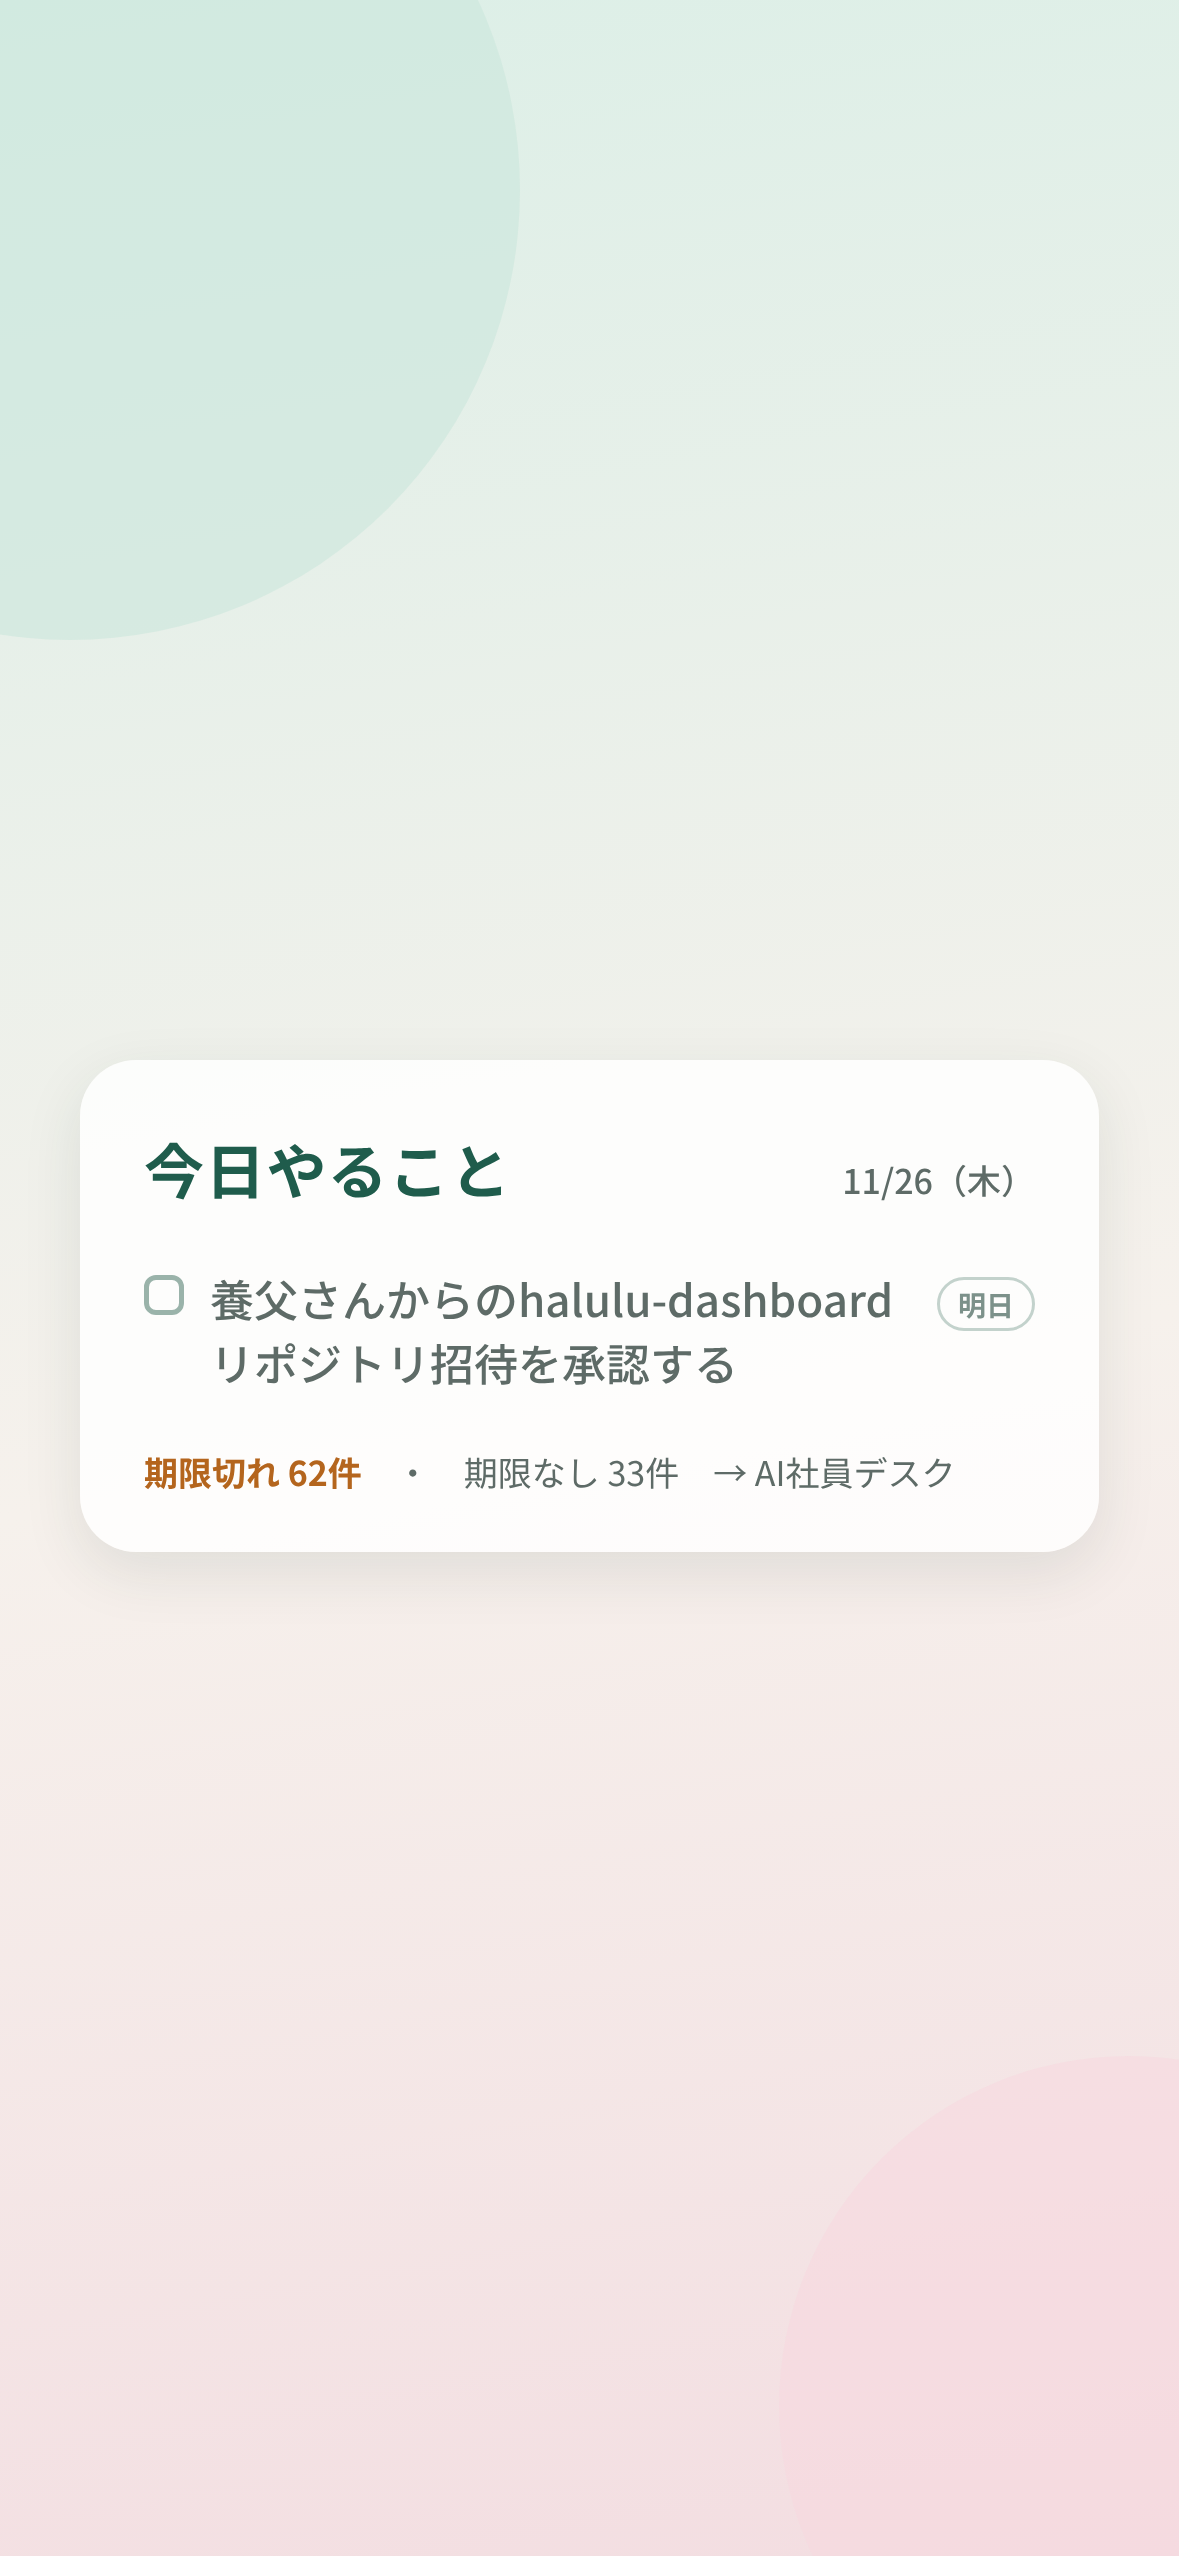 今日やること
11/26（木）
養父さんからのhalulu-dashboard
明日
リポジトリ招待を承認する
期限切れ 62件　・　期限なし 33件　→ AI社員デスク